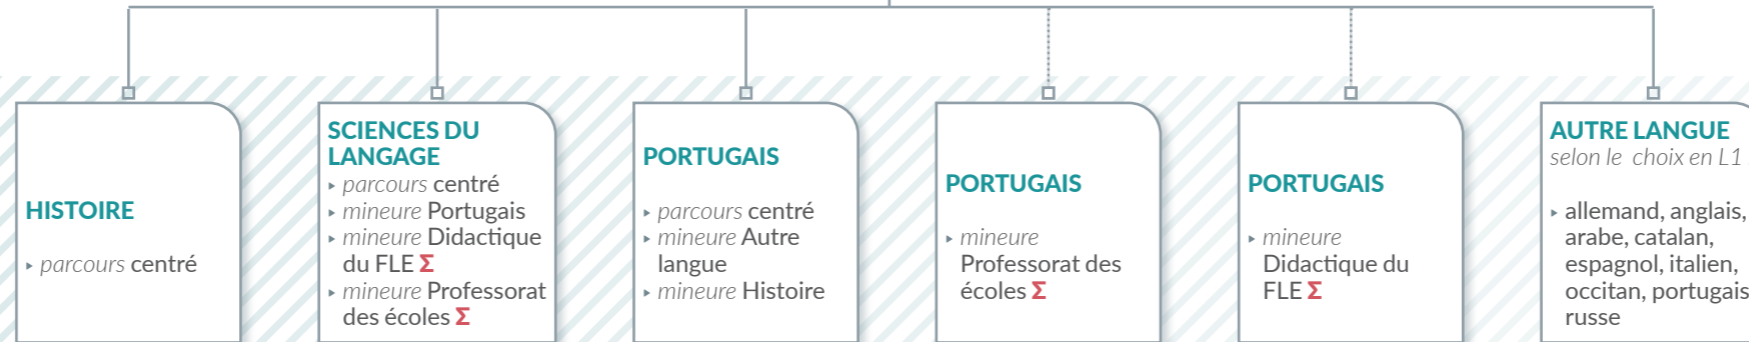 HISTOIRE
▸ parcours centré
SCIENCES DU
LANGAGE
▸ parcours centré
▸ mineure Portugais
▸ mineure Didactique
du FLE Σ
▸ mineure Professorat
des écoles Σ
PORTUGAIS
▸ parcours centré
▸ mineure Autre
langue
▸ mineure Histoire
PORTUGAIS
▸ mineure
Professorat des
écoles Σ
PORTUGAIS
▸ mineure
Didactique du
FLE Σ
AUTRE LANGUE
selon le choix en L1
▸ allemand, anglais,
arabe, catalan,
espagnol, italien,
occitan, portugais
russe